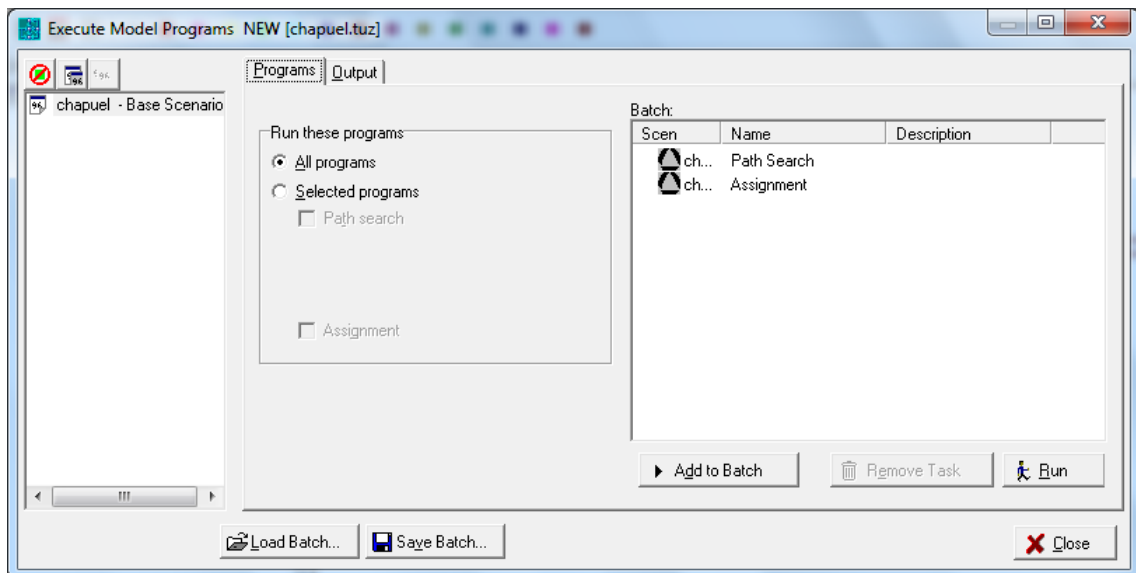 Execute Model Programs NEW [chapuel.tuz]
Programs Output
chapuel - Base Scenario
Run these programs
All programs
Selected programs
Path search
Assignment
Batch:
Scen Name Description
ch... Path Search
ch... Assignment
Add to Batch Remove Task Run
Load Batch... Save Batch... Close